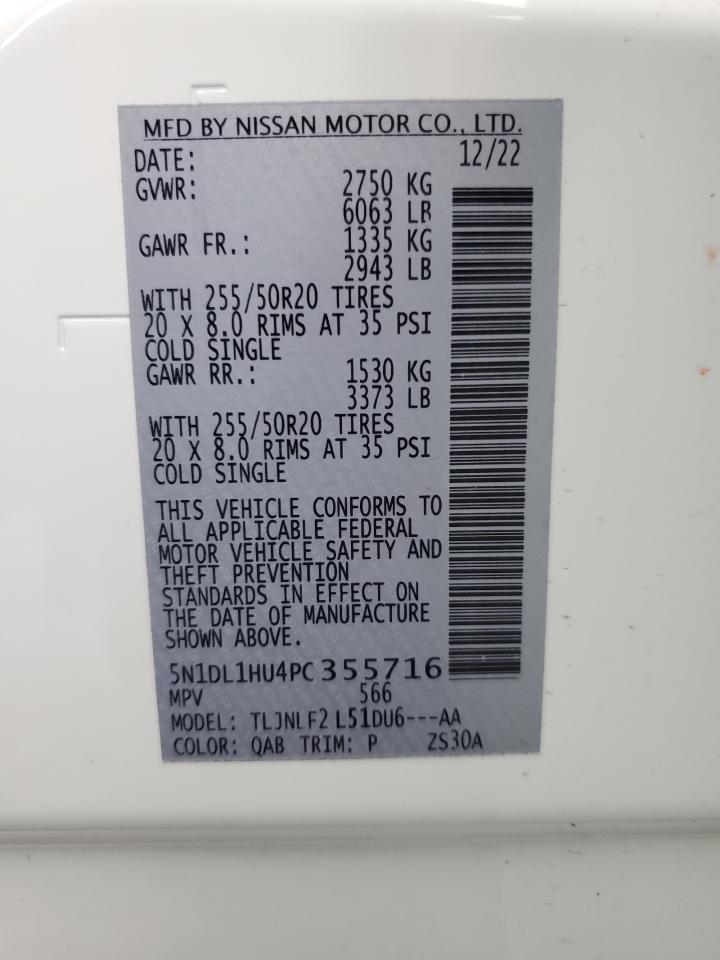 MFD BY NISSAN MOTOR CO., LTD.
DATE: 12/22
GVWR: 2750 KG
6063 LB
GAWR FR.: 1335 KG
2943 LB
WITH 255/50R20 TIRES
20 X 8.0 RIMS AT 35 PSI
COLD SINGLE
GAWR RR.: 1530 KG
3373 LB
WITH 255/50R20 TIRES
20 X 8.0 RIMS AT 35 PSI
COLD SINGLE
THIS VEHICLE CONFORMS TO
ALL APPLICABLE FEDERAL
MOTOR VEHICLE SAFETY AND
THEFT PREVENTION
STANDARDS IN EFFECT ON
THE DATE OF MANUFACTURE
SHOWN ABOVE.
5N1DL1HU4PC355716
MPV 566
MODEL: TLJNLF2 L51DU6---AA
COLOR: QAB TRIM: P ZS30A